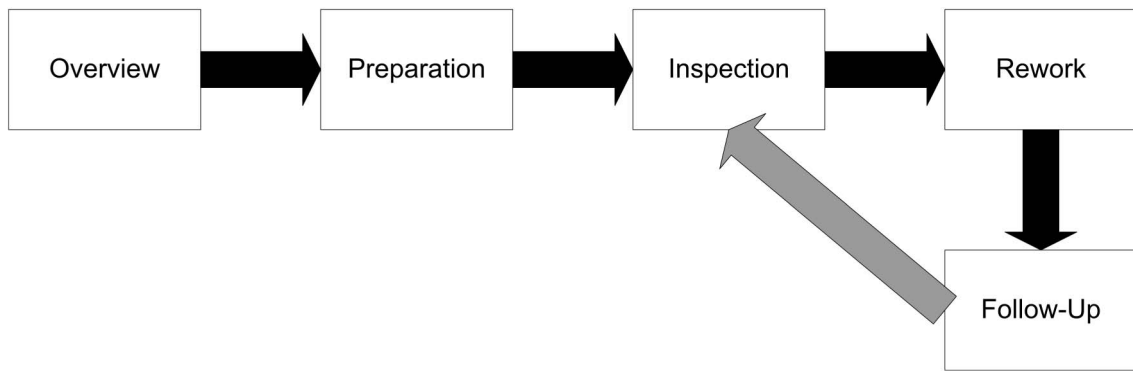 Overview
Preparation
Inspection
Rework
Follow-Up